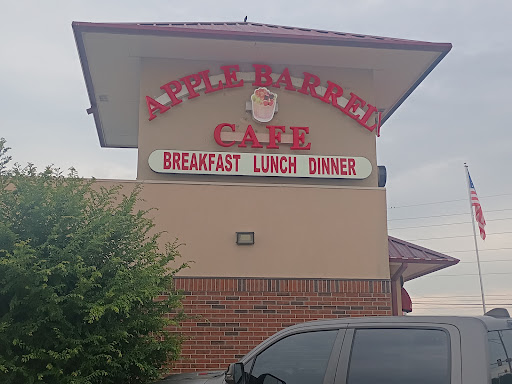 APPLE BARREL
CAFE
BREAKFAST LUNCH DINNER